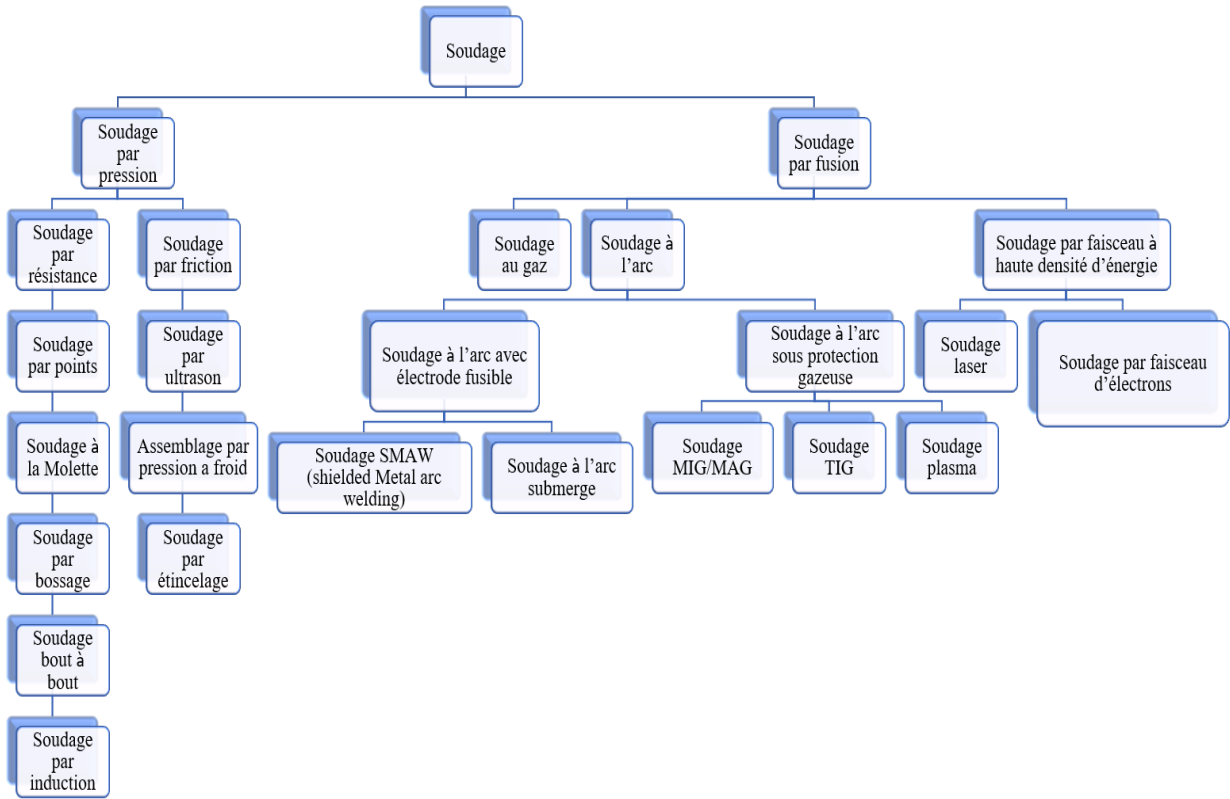 Soudage
Soudage
par
pression
Soudage
par fusion
Soudage
par
résistance
Soudage
par friction
Soudage
au gaz
Soudage à
l’arc
Soudage par faisceau à
haute densité d’énergie
Soudage
par points
Soudage
par
ultrason
Soudage à l’arc avec
électrode fusible
Soudage à l’arc
sous protection
gazeuse
Soudage
laser
Soudage par faisceau
d’électrons
Soudage à
la Molette
Assemblage par
pression a froid
Soudage SMAW
(shielded Metal arc
welding)
Soudage à l’arc
submerge
Soudage
MIG/MAG
Soudage
TIG
Soudage
plasma
Soudage
par
bossage
Soudage
par
étincelage
Soudage
bout à
bout
Soudage
par
induction